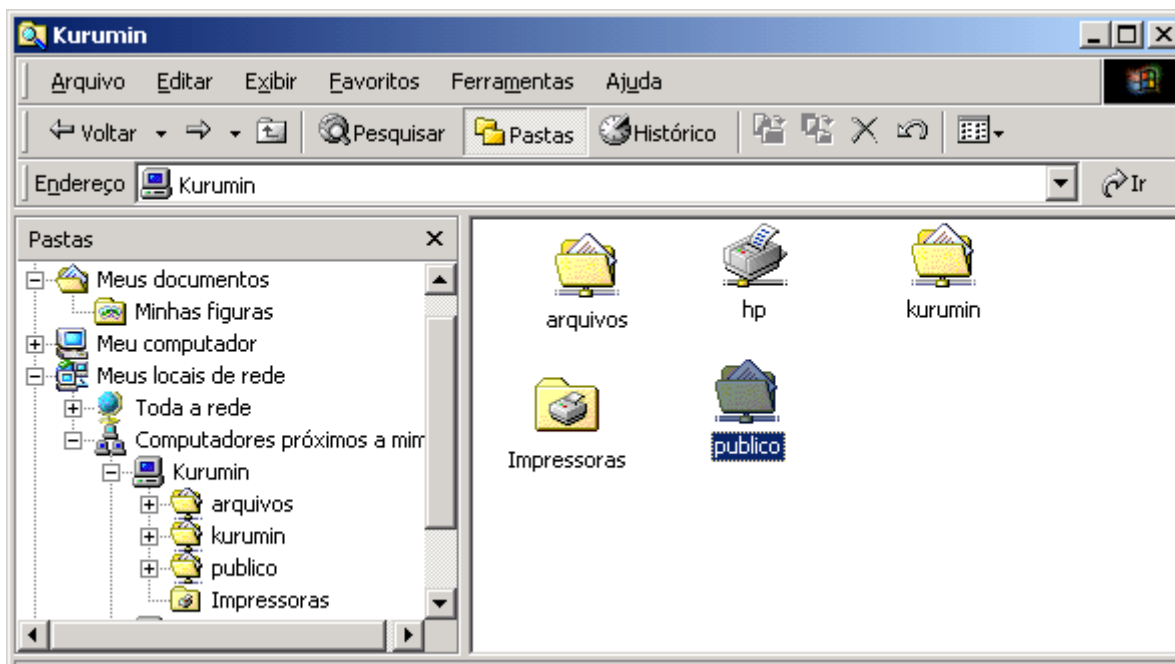 Kurumin
Arquivo Editar Exibir Favoritos Ferramentas Ajuda
Voltar Pesquisar Pastas Histórico
Endereço Kurumin Ir
Pastas
Meus documentos
Minhas figuras
Meu computador
Meus locais de rede
Toda a rede
Computadores próximos a mim
Kurumin
arquivos
kurumin
publico
Impressoras
arquivos hp kurumin
Impressoras publico